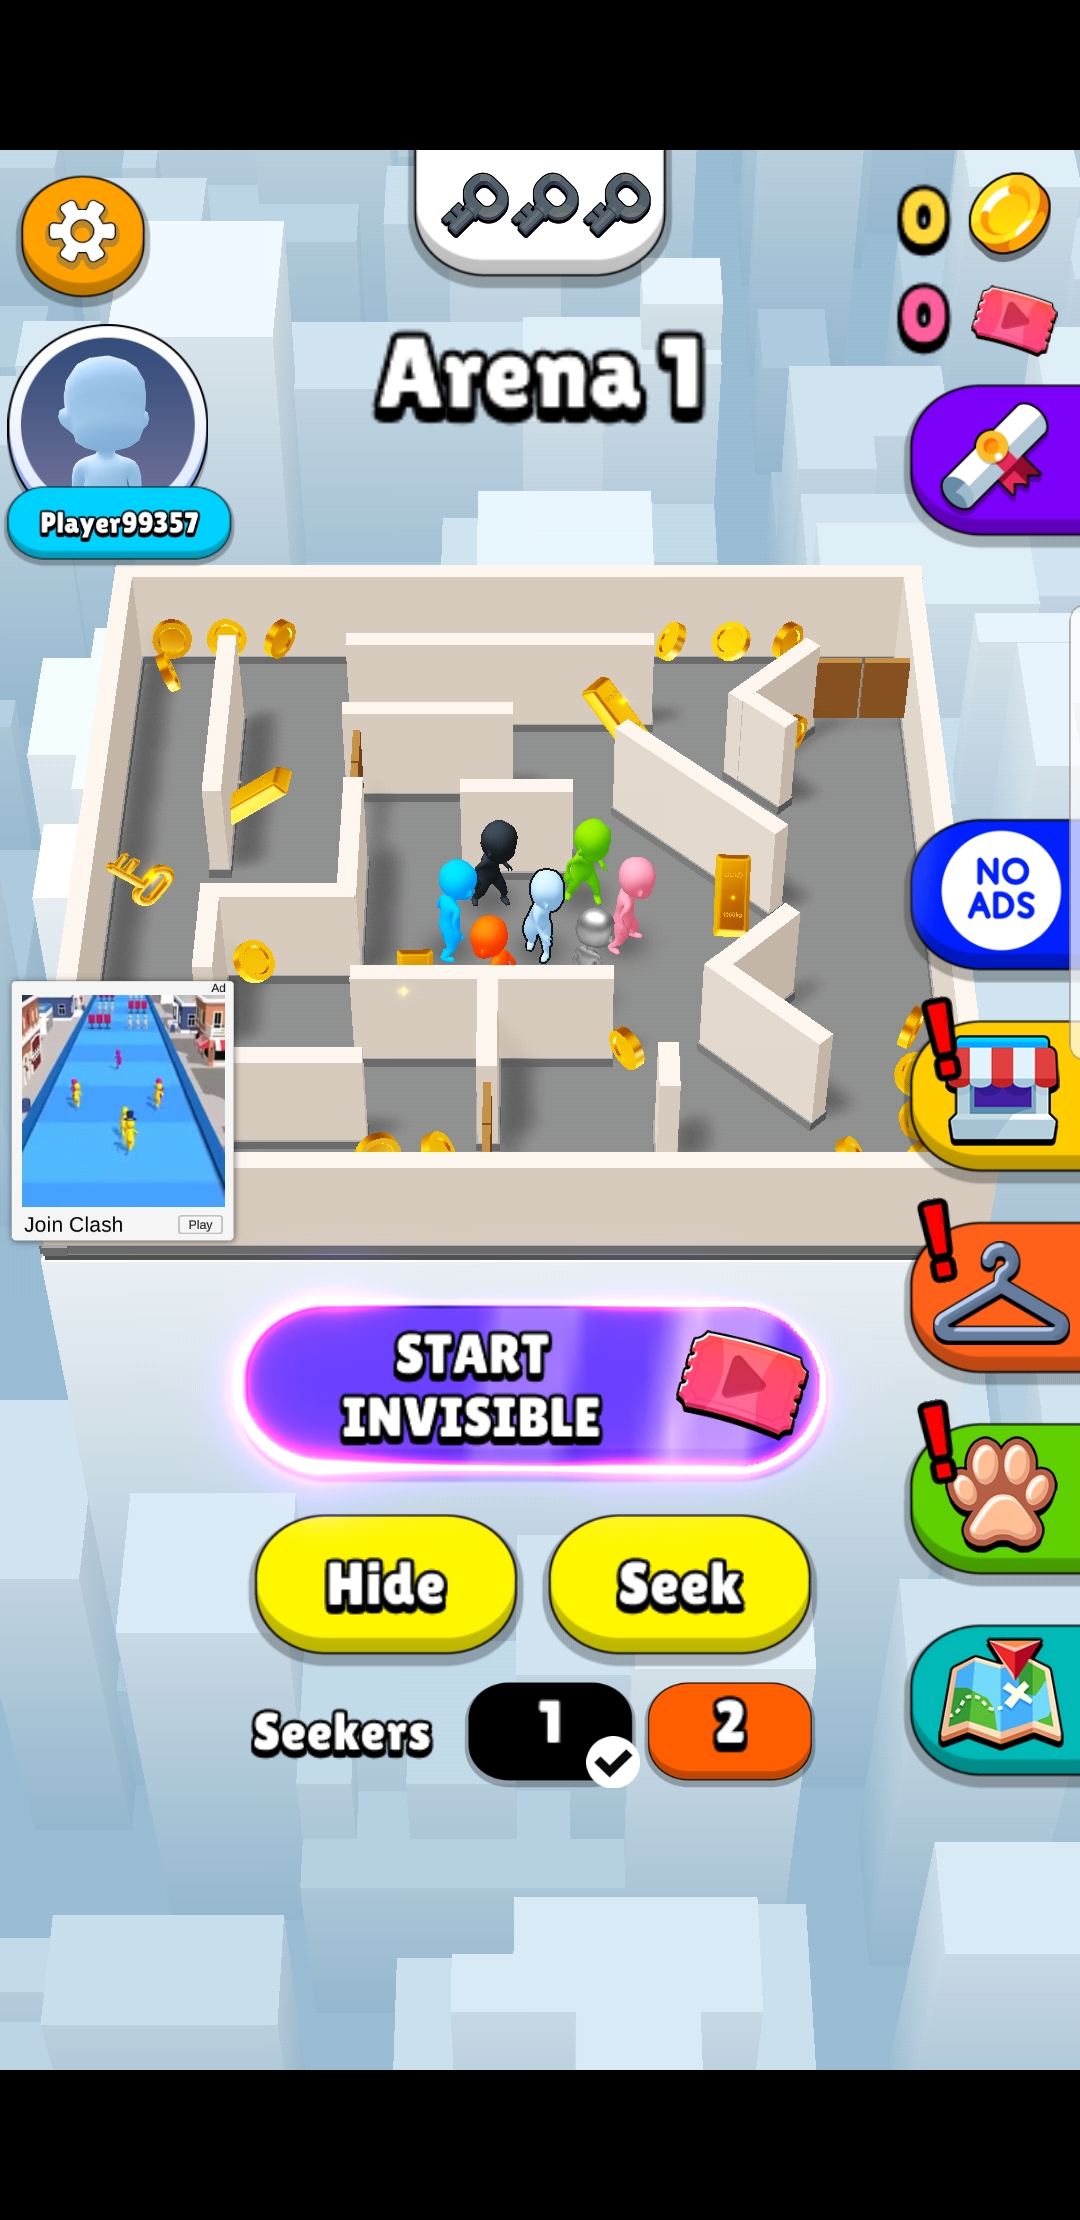 0
0
Arena 1
Player99357
NO
ADS
Ad
Join Clash
Play
START
INVISIBLE
Hide
Seek
Seekers
1
2